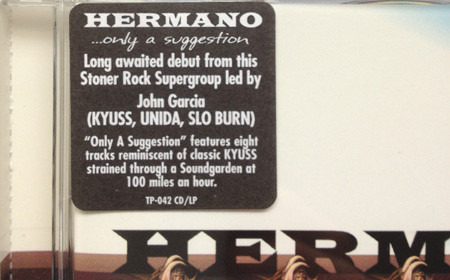 HERMANO
...only a suggestion
Long awaited debut from this
Stoner Rock Supergroup led by
John Garcia
(KYUSS, UNIDA, SLO BURN)
"Only A Suggestion" features eight
tracks reminiscent of classic KYUSS
strained through a Soundgarden at
100 miles an hour.
TP-042 CD/LP
HERM